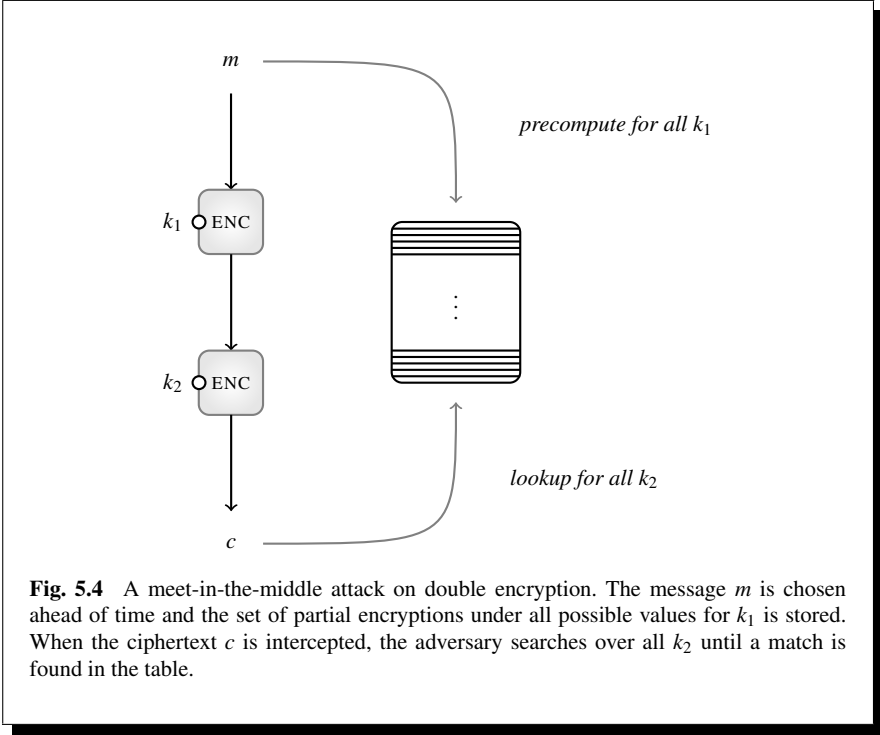 m
precompute for all k1
k1 ENC
⋮
k2 ENC
lookup for all k2
c
Fig. 5.4 A meet-in-the-middle attack on double encryption. The message m is chosen
ahead of time and the set of partial encryptions under all possible values for k1 is stored.
When the ciphertext c is intercepted, the adversary searches over all k2 until a match is
found in the table.